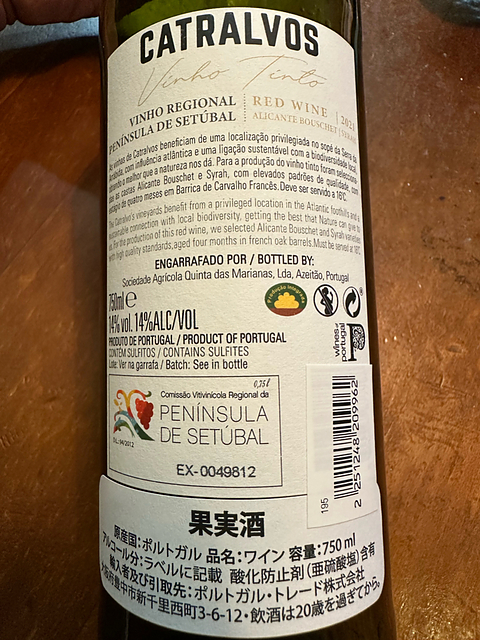 CATRALVOS
Vinho Tinto
VINHO REGIONAL
PENÍNSULA DE SETÚBAL
RED WINE | 2021
ALICANTE BOUSCHET | SYRAH
As vinhas de Catralvos beneficiam de uma localização privilegiada no sopé da Serra da
com influência atlântica e uma ligação sustentável com a biodiversidade local,
o melhor que a natureza nos dá. Para a produção do vinho tinto foram
as castas Alicante Bouschet e Syrah, com elevados padrões de qualidade, com
estágio de quatro meses em Barrica de Carvalho Francês. Deve ser servido a 16°C.
The Catralvo's vineyards benefit from a privileged location in the Atlantic foothills and a
sustainable connection with local biodiversity, getting the best that Nature can give to
us. For the production of this red wine, we selected Alicante Bouschet and Syrah varieties
with high quality standards, aged four months in french oak barrels. Must be served at 16°C.
ENGARRAFADO POR / BOTTLED BY:
Sociedade Agrícola Quinta das Marianas, Lda, Azeitão, Portugal
750ml e
14% vol. 14%ALC/VOL
PRODUTO DE PORTUGAL / PRODUCT OF PORTUGAL
CONTÉM SULFITOS / CONTAINS SULFITES
Lote: Ver na garrafa / Batch: See in bottle
Produção Integrada
wines of
portugal
0,75ℓ
Comissão Vitivinícola Regional da
PENÍNSULA
DE SETÚBAL
D.L.: 94/2012
EX-0049812
195
2 251248 209962
果実酒
原産国:ポルトガル 品名:ワイン 容量:750 ml
アルコール分:ラベルに記載 酸化防止剤(亜硫酸塩)含有
輸入者及び引取先:ポルトガル・トレード株式会社
大阪府豊中市新千里西町3-6-12・飲酒は20歳を過ぎてから。